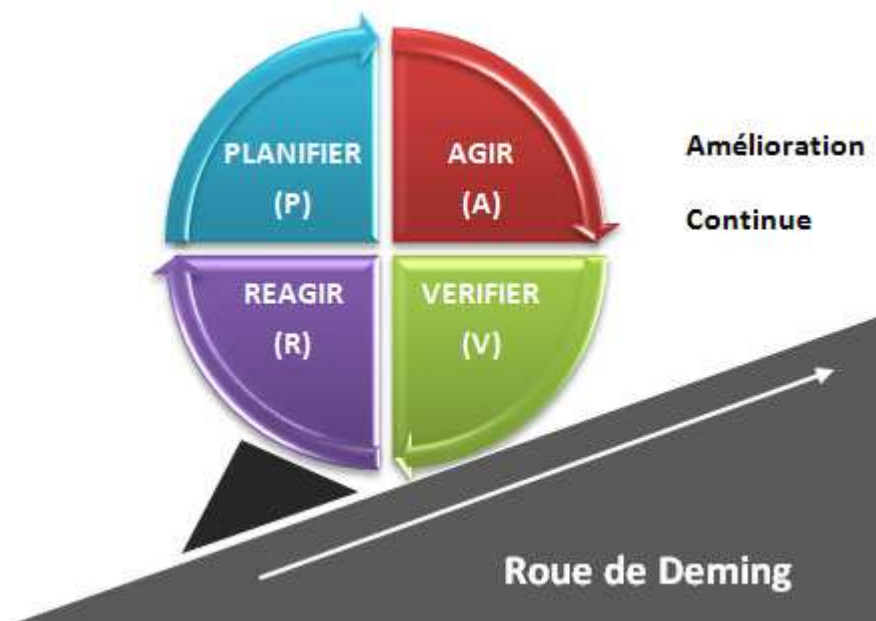 PLANIFIER
(P)
AGIR
(A)
Amélioration
Continue
REAGIR
(R)
VERIFIER
(V)
Roue de Deming